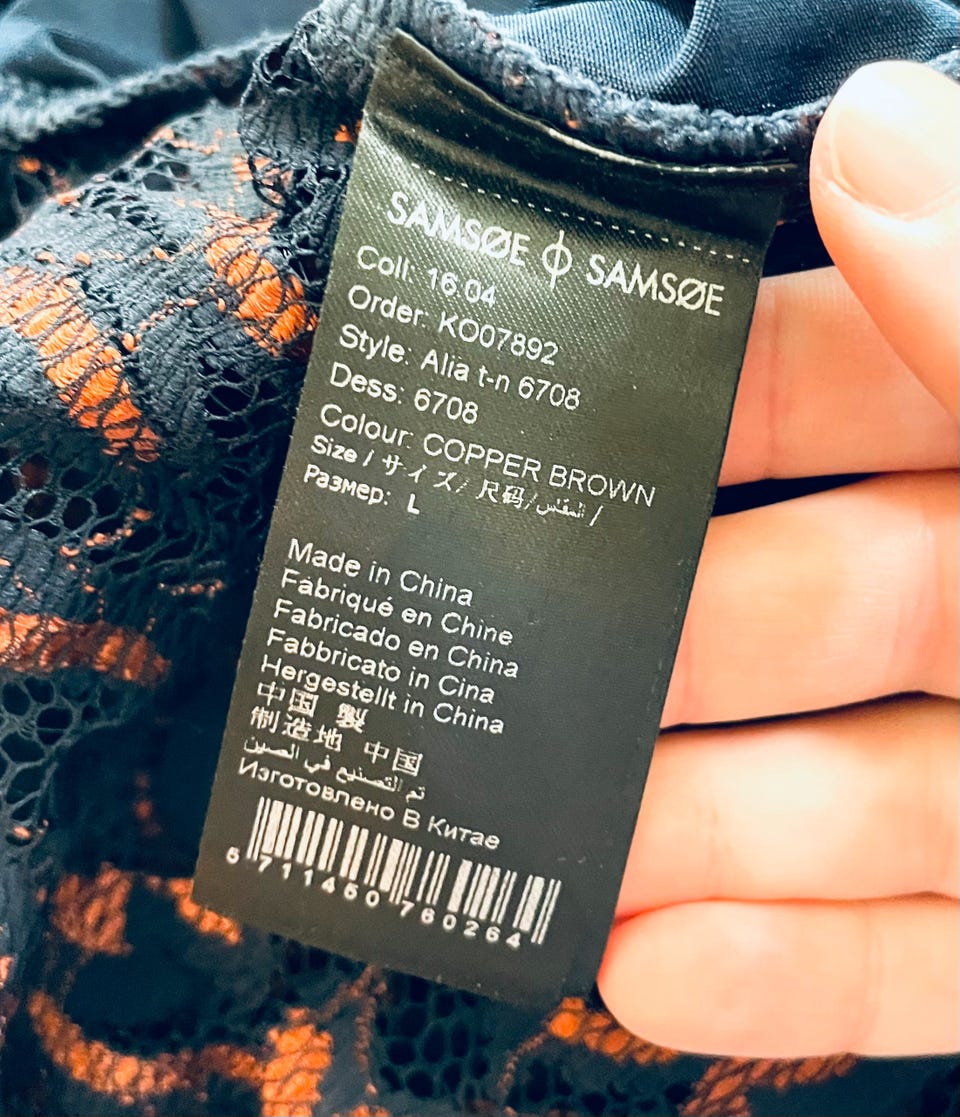 SAMSØE ϕ SAMSØE
Coll: 16.04
Order: KO07892
Style: Alia t-n 6708
Dess: 6708
Colour: COPPER BROWN
Size / サイズ/ 尺码/المقاس /
Размер: L
Made in China
Fabriqué en Chine
Fabricado en China
Fabbricato in Cina
Hergestellt in China
中国 製
制造地 中国
تم التصنيع في الصين
Изготовлено В Китае
5711450760264